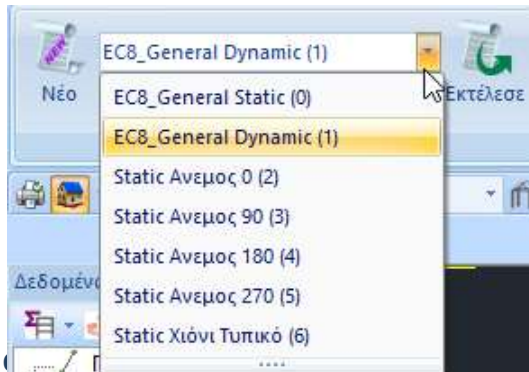 NEW
EC8_General Dynamic (1)
Νέο
Εκτέλεσε
EC8_General Static (0)
EC8_General Dynamic (1)
Static Ανεμος 0 (2)
Static Ανεμος 90 (3)
Static Ανεμος 180 (4)
Static Ανεμος 270 (5)
Static Χιόνι Τυπικό (6)